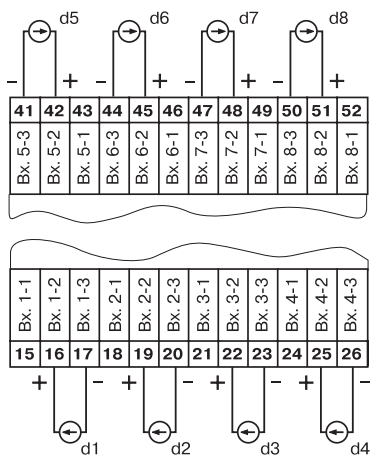 d5 d6 d7 d8
− + − + − + − +
41 42 43 44 45 46 47 48 49 50 51 52
Вх. 5-3 Вх. 5-2 Вх. 5-1 Вх. 6-3 Вх. 6-2 Вх. 6-1 Вх. 7-3 Вх. 7-2 Вх. 7-1 Вх. 8-3 Вх. 8-2 Вх. 8-1
Вх. 1-1 Вх. 1-2 Вх. 1-3 Вх. 2-1 Вх. 2-2 Вх. 2-3 Вх. 3-1 Вх. 3-2 Вх. 3-3 Вх. 4-1 Вх. 4-2 Вх. 4-3
15 16 17 18 19 20 21 22 23 24 25 26
+ − + − + − + −
d1 d2 d3 d4